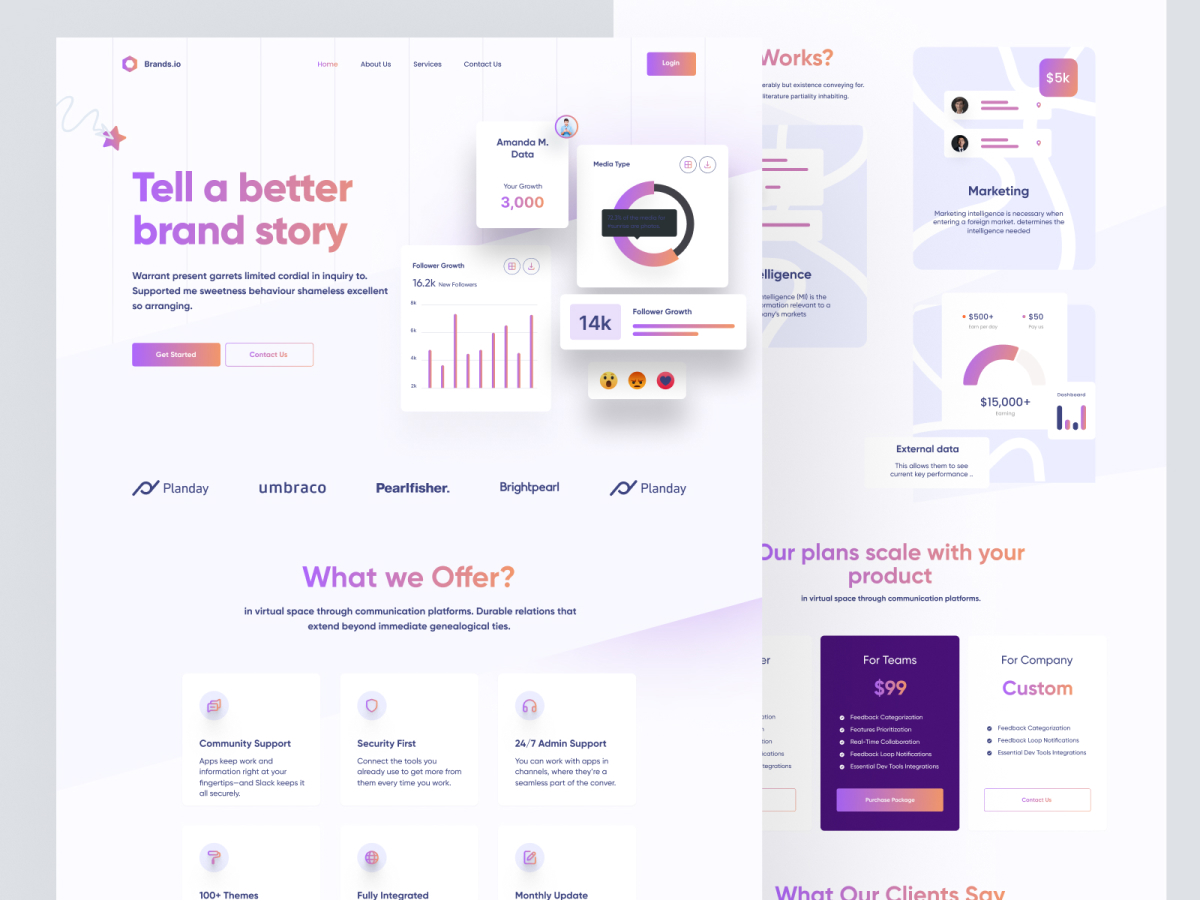 Brands.io
Home
About Us
Services
Contact Us
Login
Tell a better
brand story
Warrant present garrets limited cordial in inquiry to.
Supported me sweetness behaviour shameless excellent
so arranging.
Get Started
Contact Us
Amanda M.
Data
Your Growth
3,000
Media Type
Follower Growth
16.2k New Followers
8k
6k
4k
2k
14k
Follower Growth
Planday
umbraco
Pearlfisher.
Brightpearl
Planday
What we Offer?
in virtual space through communication platforms. Durable relations that
extend beyond immediate genealogical ties.
Community Support
Apps keep work and
information right at your
fingertips—and Slack keeps it
all securely.
Security First
Connect the tools you
already use to get more from
them every time you work.
24/7 Admin Support
You can work with apps in
channels, where they're a
seamless part of the conver.
100+ Themes
Fully Integrated
Monthly Update
Works?
erably but existence conveying for.
literature partiality inhabiting.
$5k
Marketing
Marketing intelligence is necessary when
entering a foreign market. determines the
intelligence needed
elligence
ntelligence (MI) is the
ormation relevant to a
pany's markets
$500+
Earn per day
$50
Pay us
$15,000+
Earning
Dashboard
External data
This allows them to see
current key performance ..
Our plans scale with your
product
in virtual space through communication platforms.
er
ation
n
tion
ications
tegrations
For Teams
$99
Feedback Categorization
Features Prioritization
Real-Time Collaboration
Feedback Loop Notifications
Essential Dev Tools Integrations
Purchase Package
For Company
Custom
Feedback Categorization
Feedback Loop Notifications
Essential Dev Tools Integrations
Contact Us
What Our Clients Say